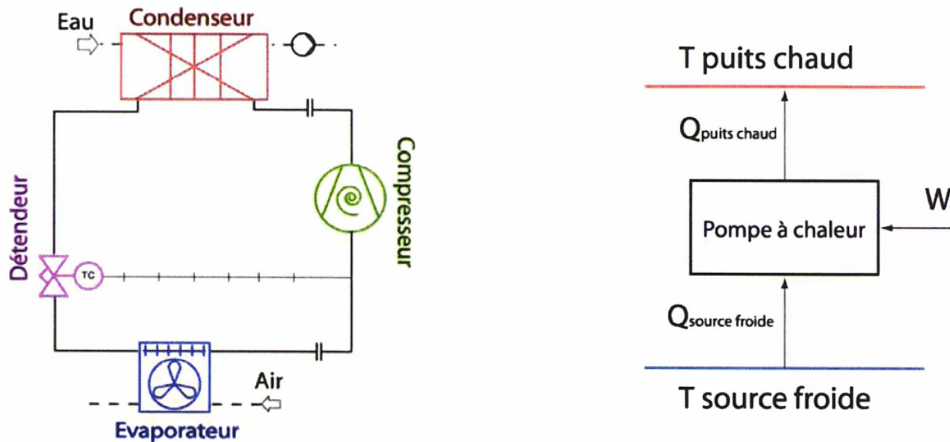 Condenseur
Eau
Compresseur
Détendeur
TC
Air
Evaporateur
T puits chaud
Qpuits chaud
W
Pompe à chaleur
Qsource froide
T source froide